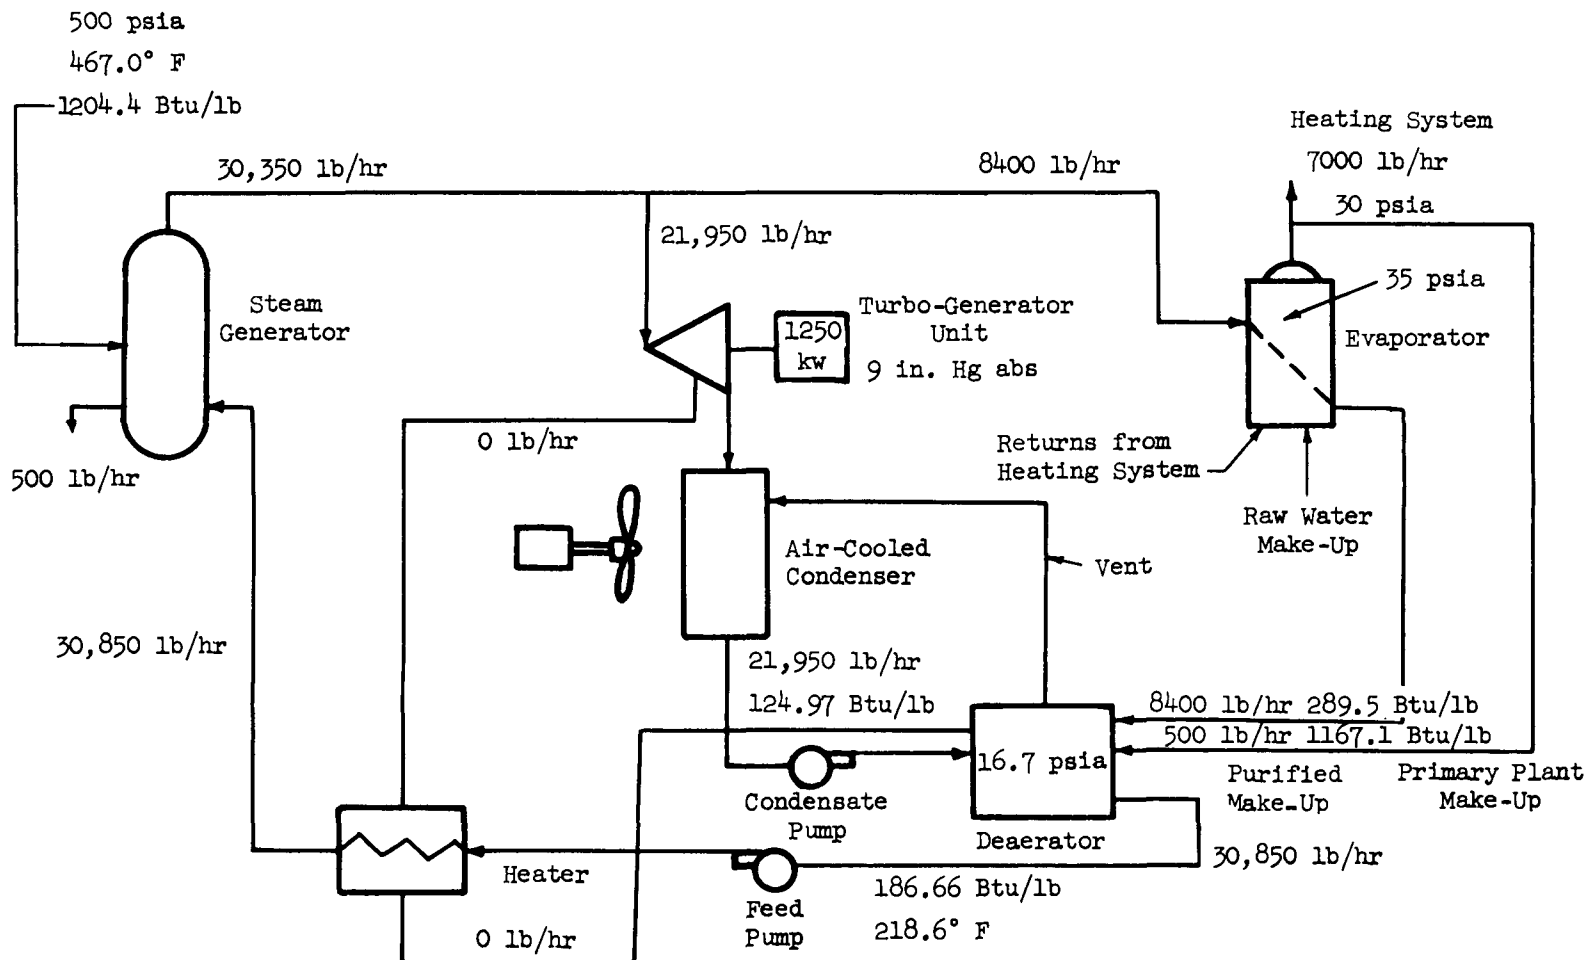 500 psia
467.0° F
1204.4 Btu/lb
Heating System
7000 lb/hr
30 psia
30,350 lb/hr
8400 lb/hr
21,950 lb/hr
35 psia
Steam
Generator
Turbo-Generator
Unit
1250
kw
9 in. Hg abs
Evaporator
0 lb/hr
Returns from
Heating System
500 lb/hr
Raw Water
Make-Up
Air-Cooled
Condenser
Vent
30,850 lb/hr
21,950 lb/hr
124.97 Btu/lb
8400 lb/hr 289.5 Btu/lb
500 lb/hr 1167.1 Btu/lb
16.7 psia
Purified
Make-Up
Primary Plant
Make-Up
Condensate
Pump
Deaerator
30,850 lb/hr
Heater
186.66 Btu/lb
218.6° F
Feed
Pump
0 lb/hr